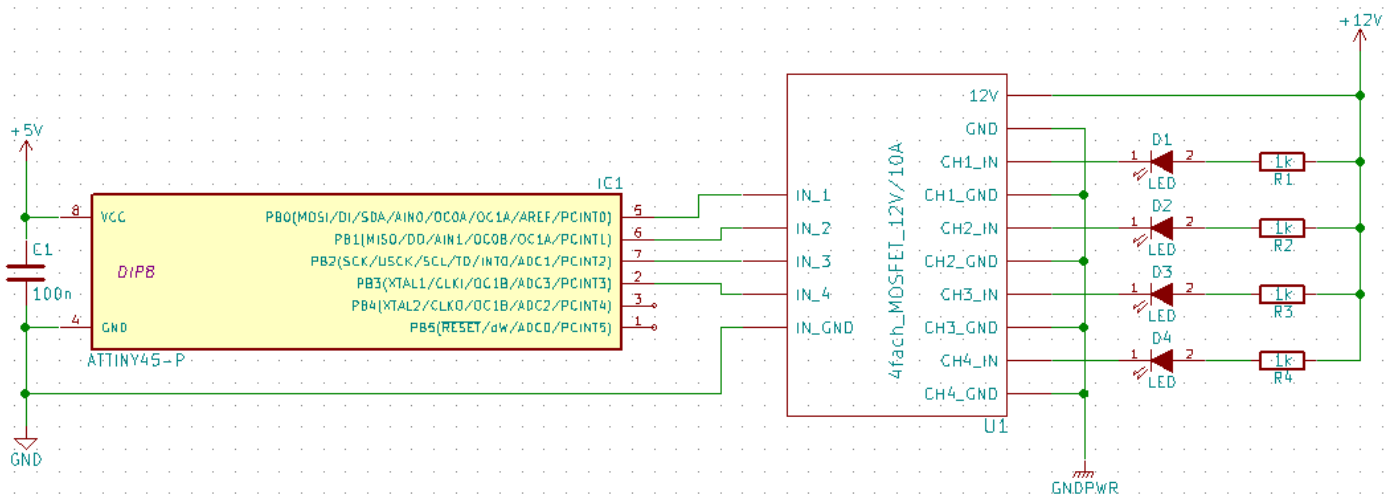 +5V
C1
100n
GND
IC1
8
VCC
DIP8
4
GND
ATTINY45-P
PB0(MOSI/DI/SDA/AIN0/OC0A/OC1A/AREF/PCINT0)
5
PB1(MISO/DO/AIN1/OC0B/OC1A/PCINT1)
6
PB2(SCK/USCK/SCL/T0/INT0/ADC1/PCINT2)
7
PB3(XTAL1/CLKI/OC1B/ADC3/PCINT3)
2
PB4(XTAL2/CLKO/OC1B/ADC2/PCINT4)
3
PB5(RESET/dW/ADC0/PCINT5)
1
IN_1
IN_2
IN_3
IN_4
IN_GND
4fach_MOSFET_12V/10A
12V
GND
CH1_IN
CH1_GND
CH2_IN
CH2_GND
CH3_IN
CH3_GND
CH4_IN
CH4_GND
U1
GNDPWR
+12V
D1
1
2
LED
1k
R1
D2
1
2
LED
1k
R2
D3
1
2
LED
1k
R3
D4
1
2
LED
1k
R4